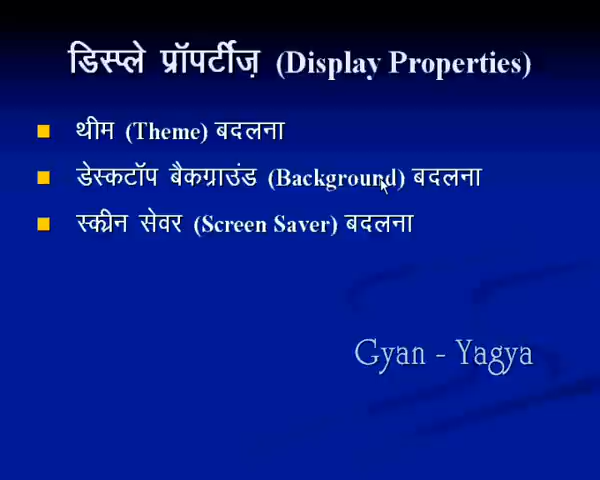 डिस्प्ले प्रॉपर्टीज़ (Display Properties)
थीम (Theme) बदलना
डेस्कटॉप बैकग्राउंड (Background) बदलना
स्क्रीन सेवर (Screen Saver) बदलना
Gyan - Yagya